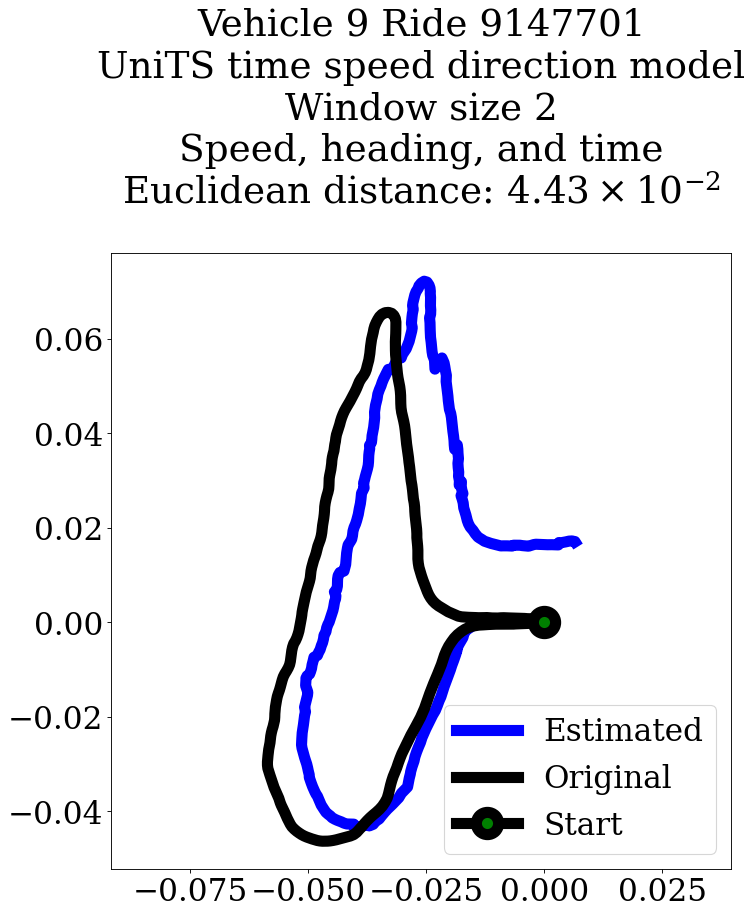 Vehicle 9 Ride 9147701
UniTS time speed direction model
Window size 2
Speed, heading, and time
Euclidean distance: 4.43 × 10⁻²
0.06
0.04
0.02
0.00
−0.02
−0.04
Estimated
Original
Start
−0.075 −0.050 −0.025 0.000 0.025